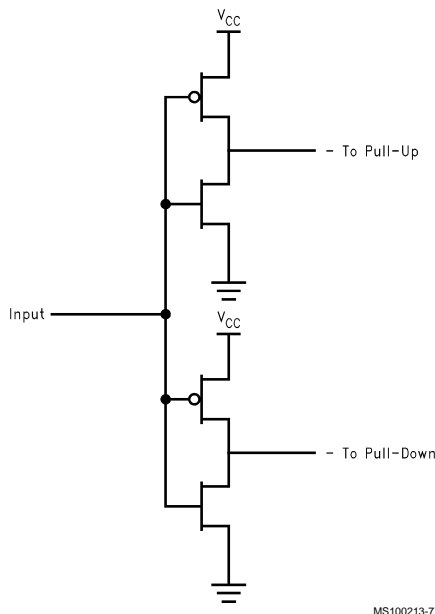 VCC
- To Pull-Up
Input
VCC
- To Pull-Down
MS100213-7